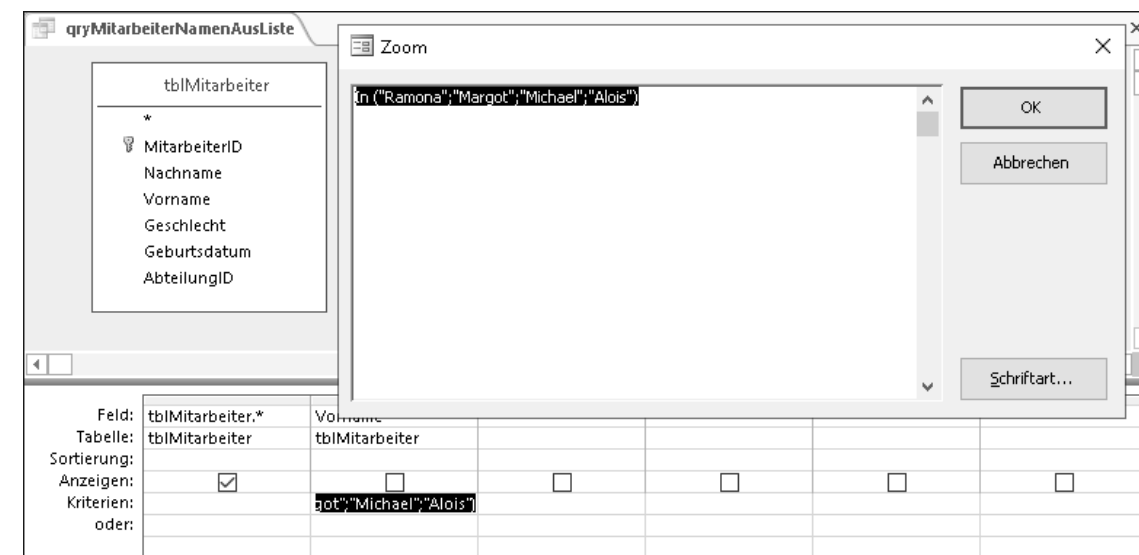 qryMitarbeiterNamenAusListe
tblMitarbeiter
*
MitarbeiterID
Nachname
Vorname
Geschlecht
Geburtsdatum
AbteilungID
Zoom
In ("Ramona";"Margot";"Michael";"Alois")
OK
Abbrechen
Schriftart...
Feld: tblMitarbeiter.* Vorname
Tabelle: tblMitarbeiter tblMitarbeiter
Sortierung:
Anzeigen:
Kriterien: got";"Michael";"Alois")
oder: